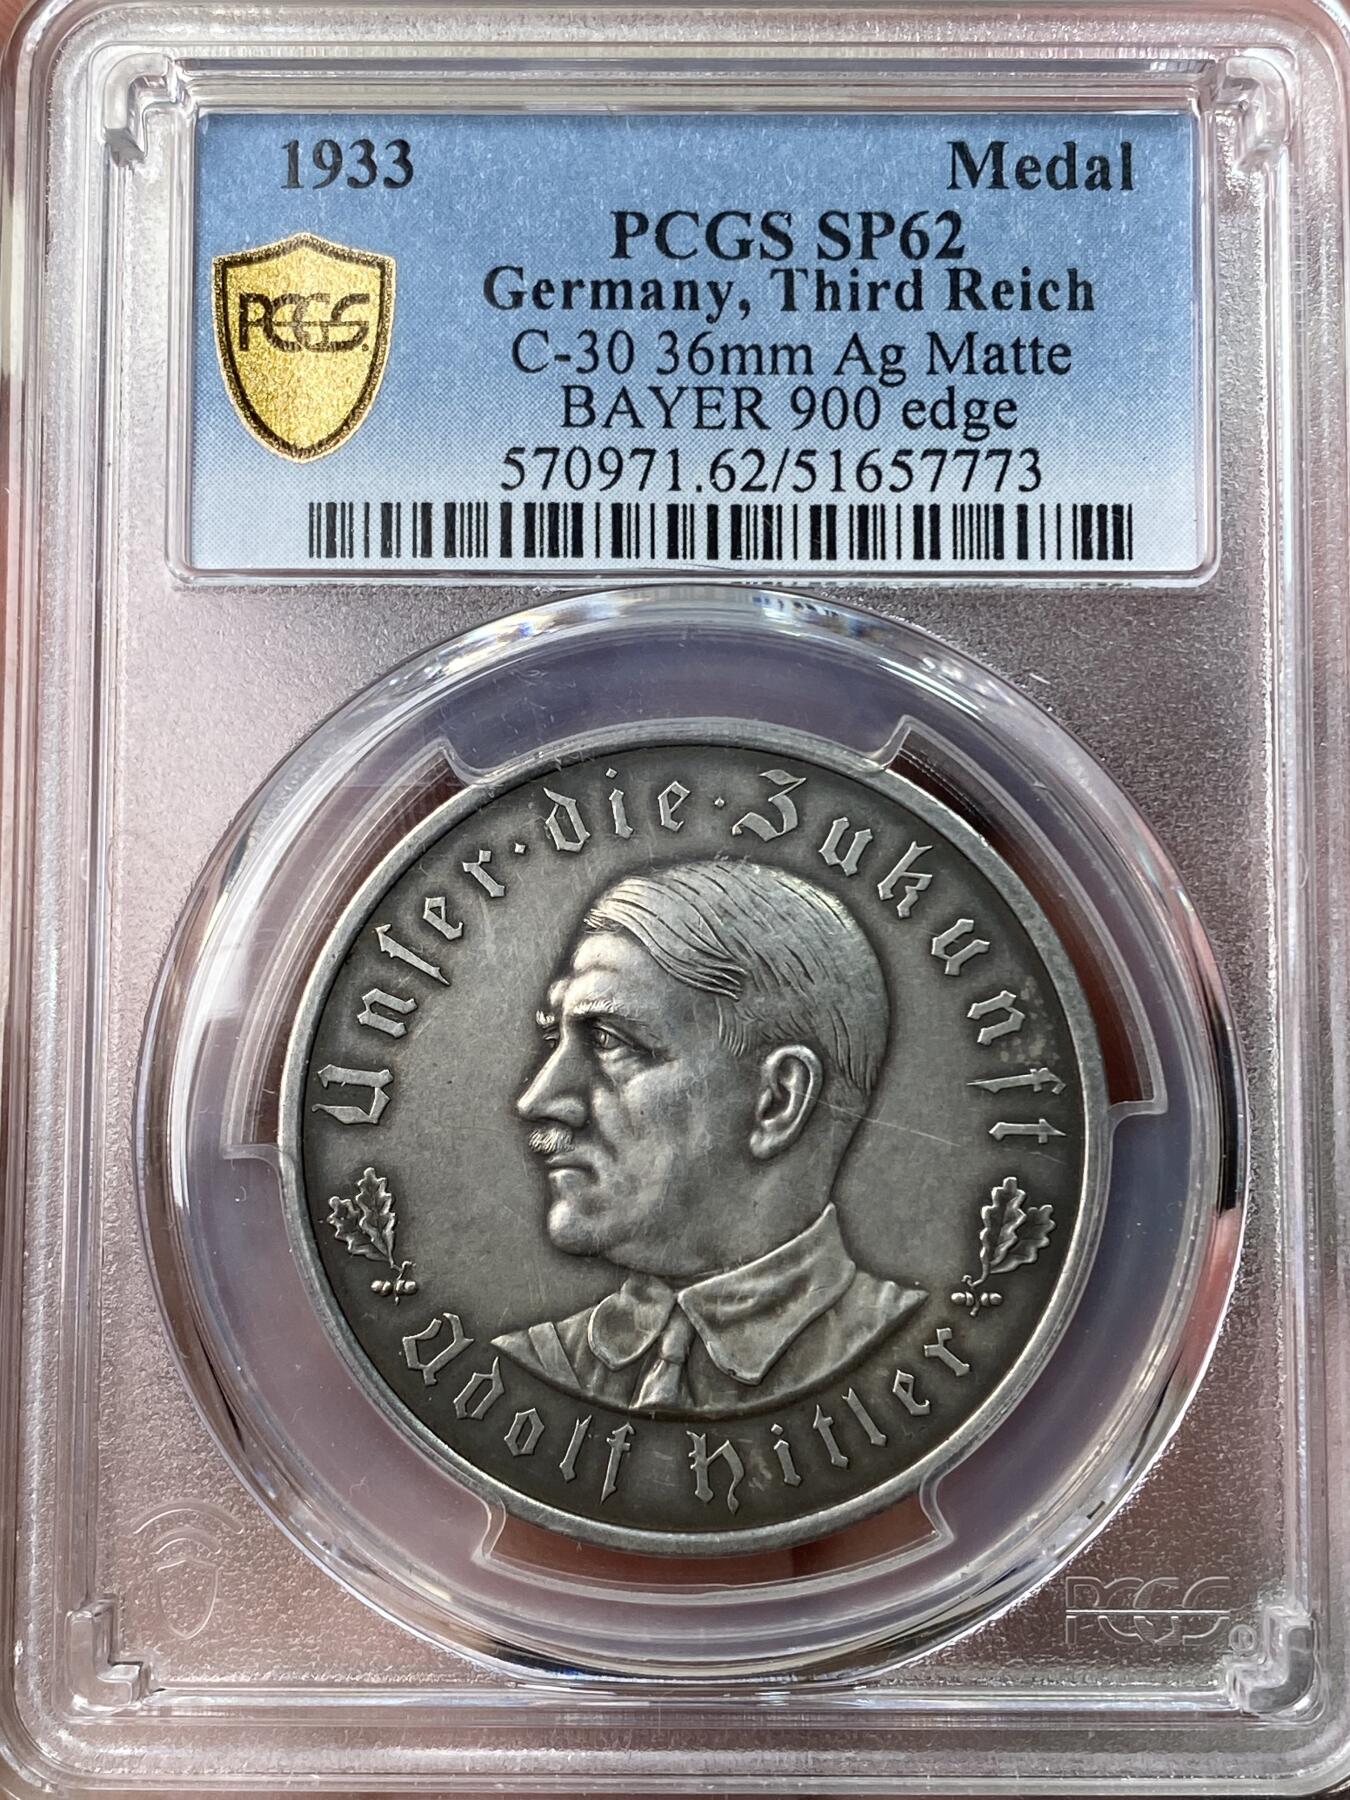 1933 Medal
PCGS SP62
Germany, Third Reich
C-30 36mm Ag Matte
BAYER 900 edge
570971.62/51657773
PCGS
Unser · die · Zukunft
Adolf Hitler
PCGS